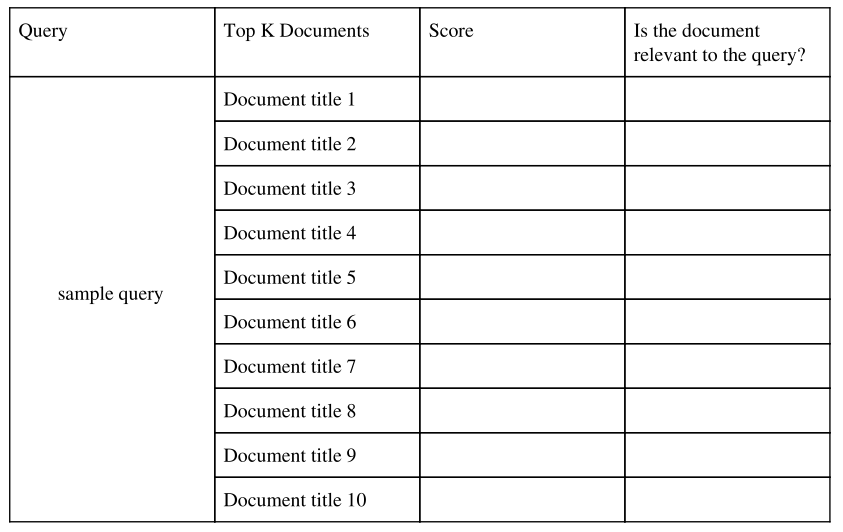 Query
Top K Documents
Score
Is the document
relevant to the query?
sample query
Document title 1
Document title 2
Document title 3
Document title 4
Document title 5
Document title 6
Document title 7
Document title 8
Document title 9
Document title 10